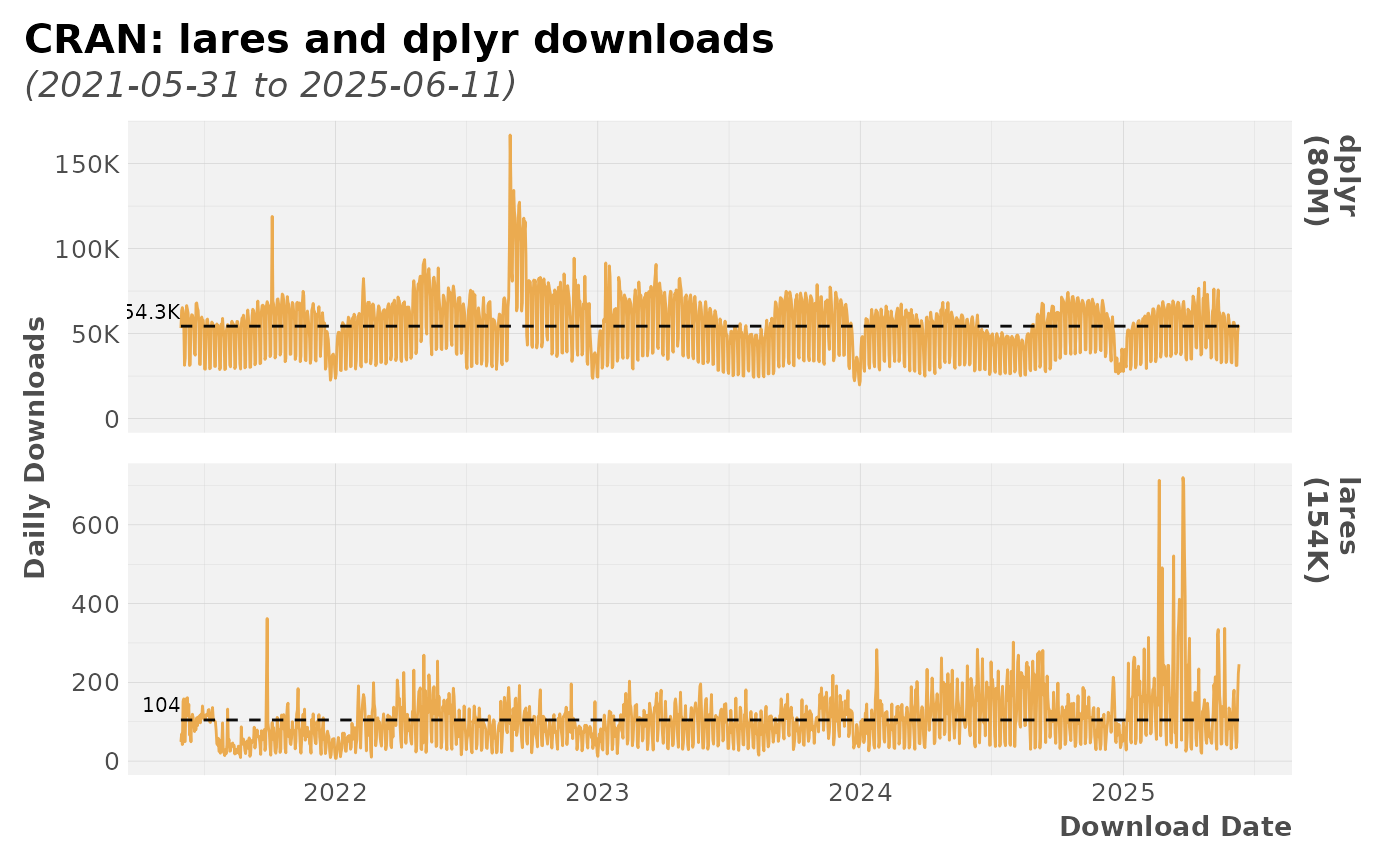 CRAN: lares and dplyr downloads
(2021-05-31 to 2025-06-11)
Dailly Downloads
150K
100K
54.3K
50K
0
dplyr
(80M)
600
400
200
104
0
lares
(154K)
2022
2023
2024
2025
Download Date